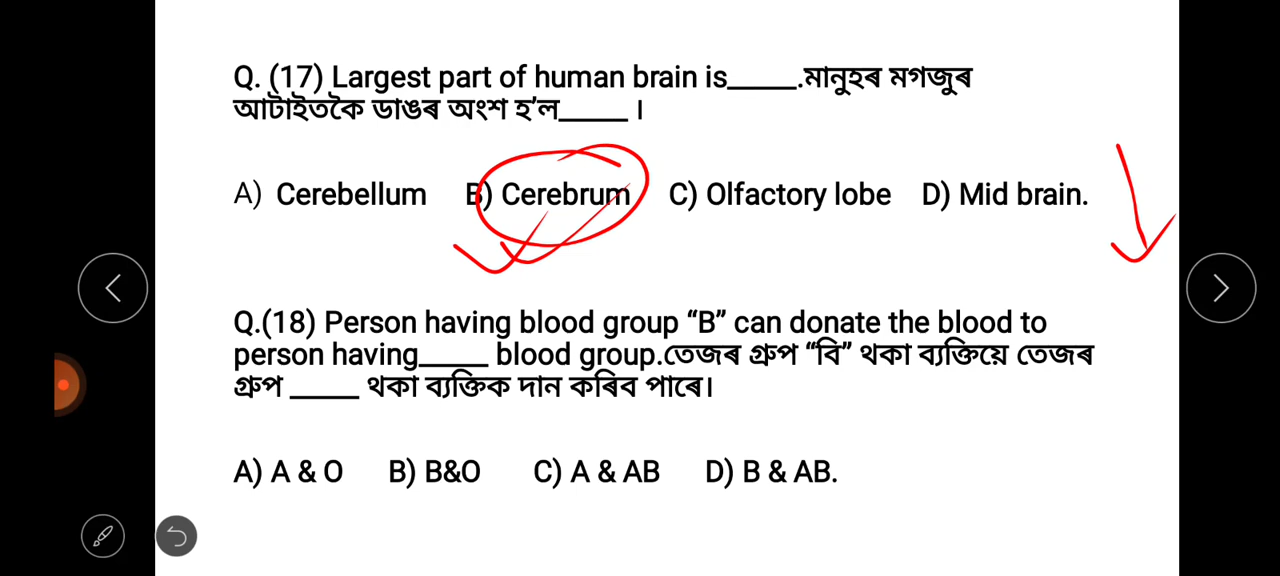 Q. (17) Largest part of human brain is_____.মানুহৰ মগজুৰ
আটাইতকৈ ডাঙৰ অংশ হ'ল_____ ।
A) Cerebellum B) Cerebrum C) Olfactory lobe D) Mid brain.
Q.(18) Person having blood group “B” can donate the blood to
person having_____ blood group.তেজৰ গ্ৰুপ “বি” থকা ব্যক্তিয়ে তেজৰ
গ্ৰুপ _____ থকা ব্যক্তিক দান কৰিব পাৰে।
A) A & O B) B&O C) A & AB D) B & AB.